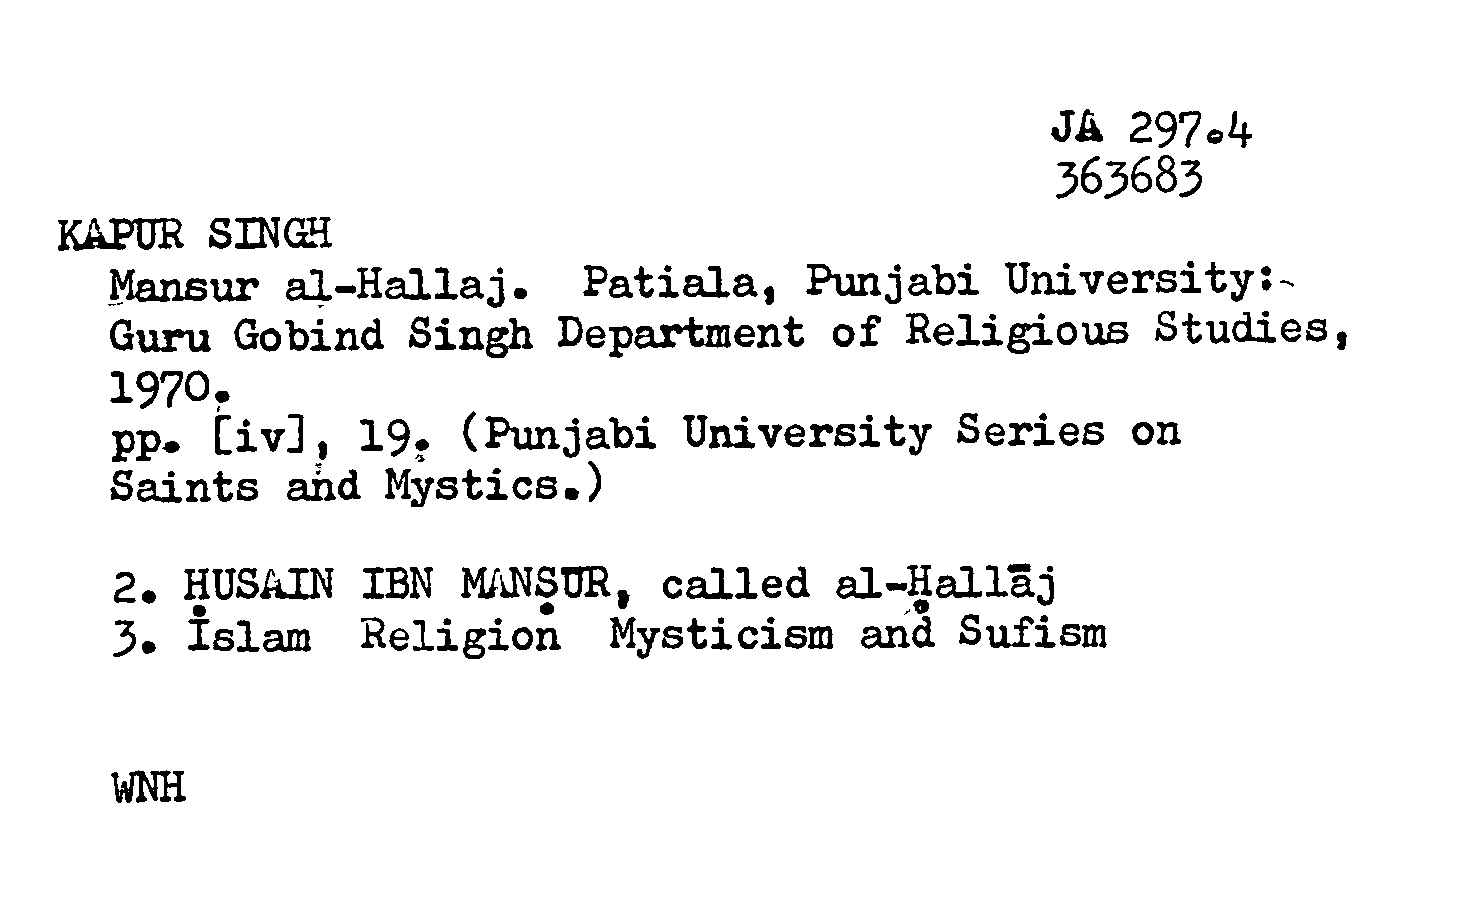 JA 297.4
363683
KAPUR SINGH
Mansur al-Hallaj. Patiala, Punjabi University:-
Guru Gobind Singh Department of Religious Studies,
1970.
pp. [iv], 19. (Punjabi University Series on
Saints and Mystics.)
2. ḤUSAIN IBN MANṢUR, called al-Ḥallāj
3. Islam Religion Mysticism and Sufism
WNH